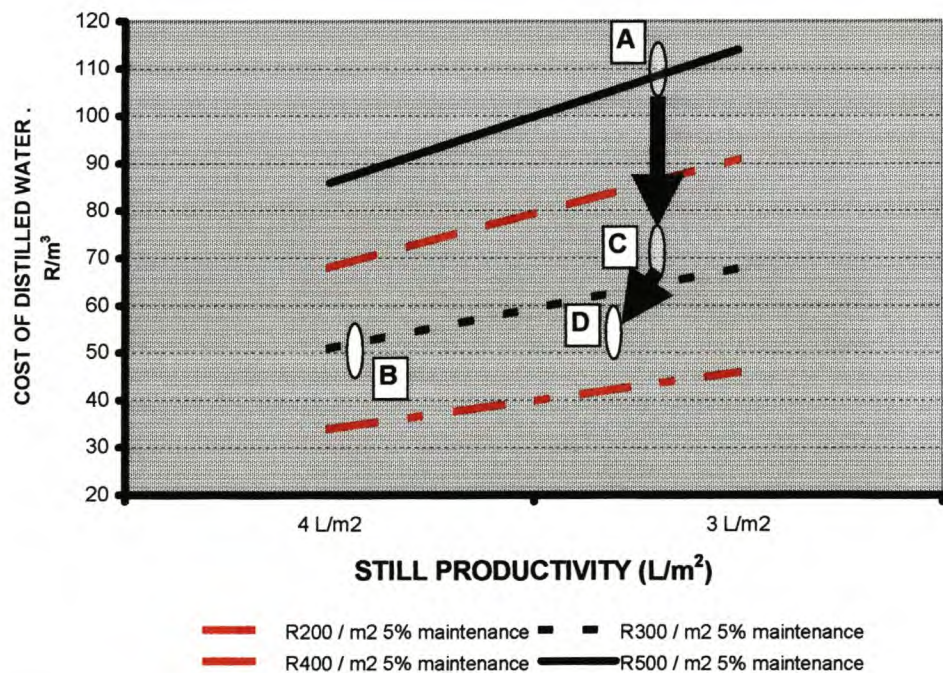 120
110
100
90
80
70
60
50
40
30
20
COST OF DISTILLED WATER .
R/m³
A
C
D
B
4 L/m2
3 L/m2
STILL PRODUCTIVITY (L/m²)
R200 / m2 5% maintenance
R300 / m2 5% maintenance
R400 / m2 5% maintenance
R500 / m2 5% maintenance